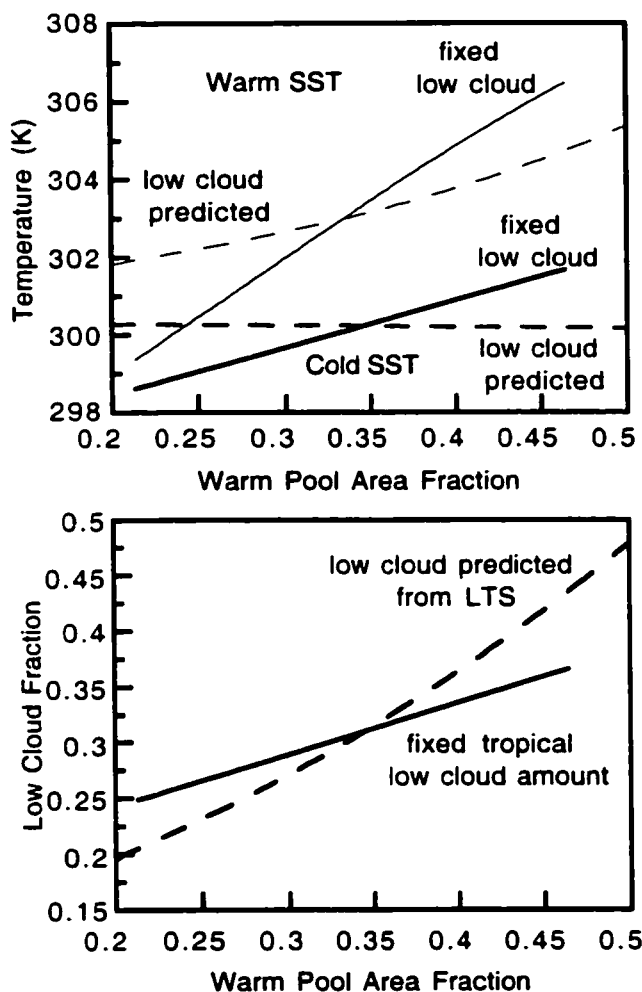 308
306
304
302
300
298
Temperature (K)
Warm SST
fixed
low cloud
low cloud
predicted
fixed
low cloud
Cold SST
low cloud
predicted
0.2 0.25 0.3 0.35 0.4 0.45 0.5
Warm Pool Area Fraction
0.5
0.45
0.4
0.35
0.3
0.25
0.2
0.15
Low Cloud Fraction
low cloud predicted
from LTS
fixed tropical
low cloud amount
0.2 0.25 0.3 0.35 0.4 0.45 0.5
Warm Pool Area Fraction